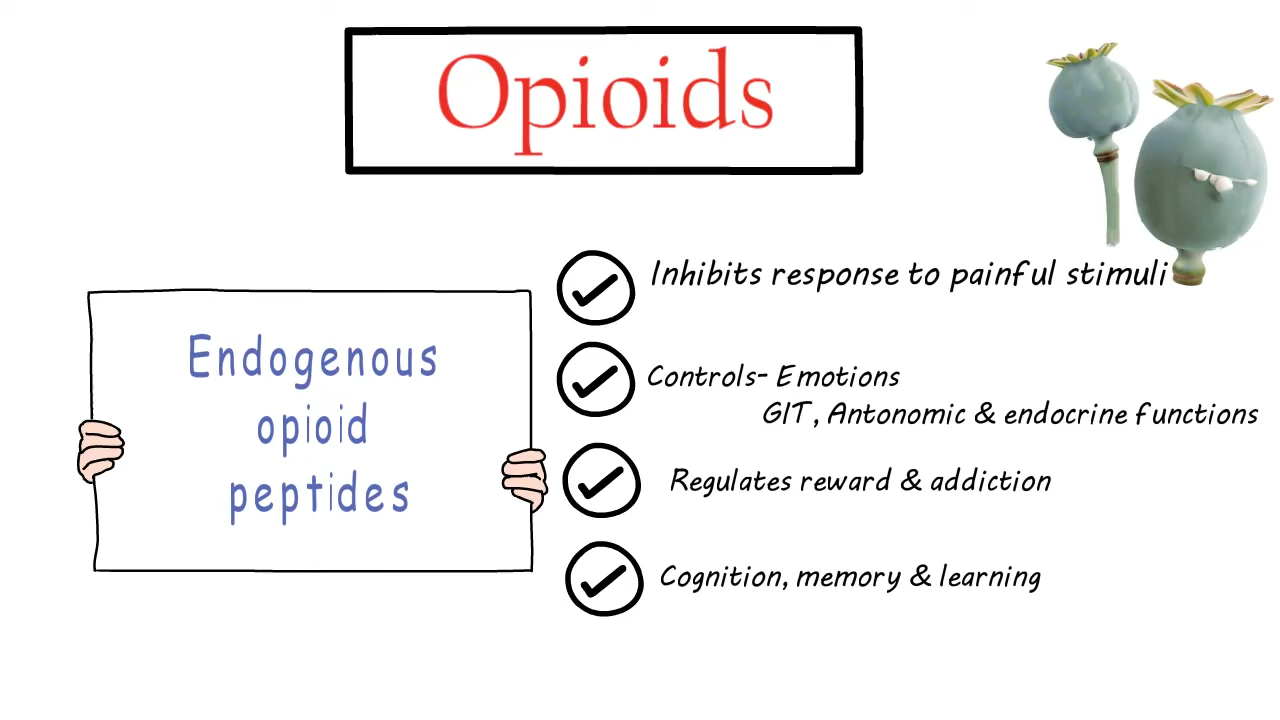 Opioids
Endogenous
opioid
peptides
Inhibits response to painful stimuli
Controls- Emotions
GIT, Antonomic & endocrine functions
Regulates reward & addiction
Cognition, memory & learning